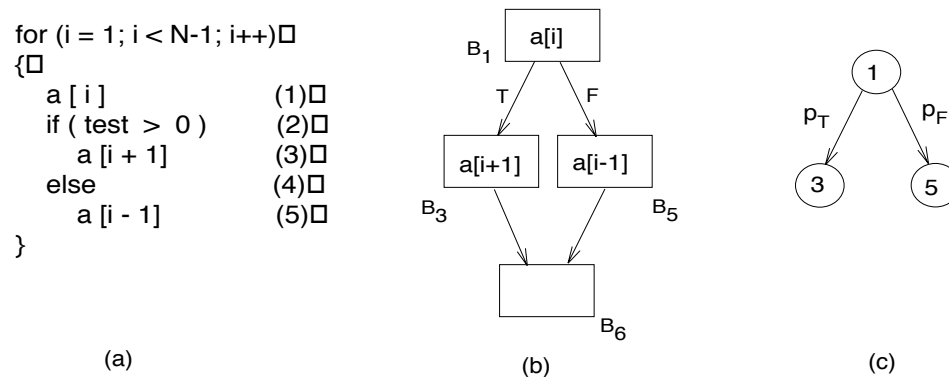 for (i = 1; i < N-1; i++)□
{□
a [ i ] (1)□
if ( test > 0 ) (2)□
a [i + 1] (3)□
else (4)□
a [i - 1] (5)□
}
(a)
a[i]
B1
T F
a[i+1] a[i-1]
B3 B5
B6
(b)
1
pT pF
3 5
(c)